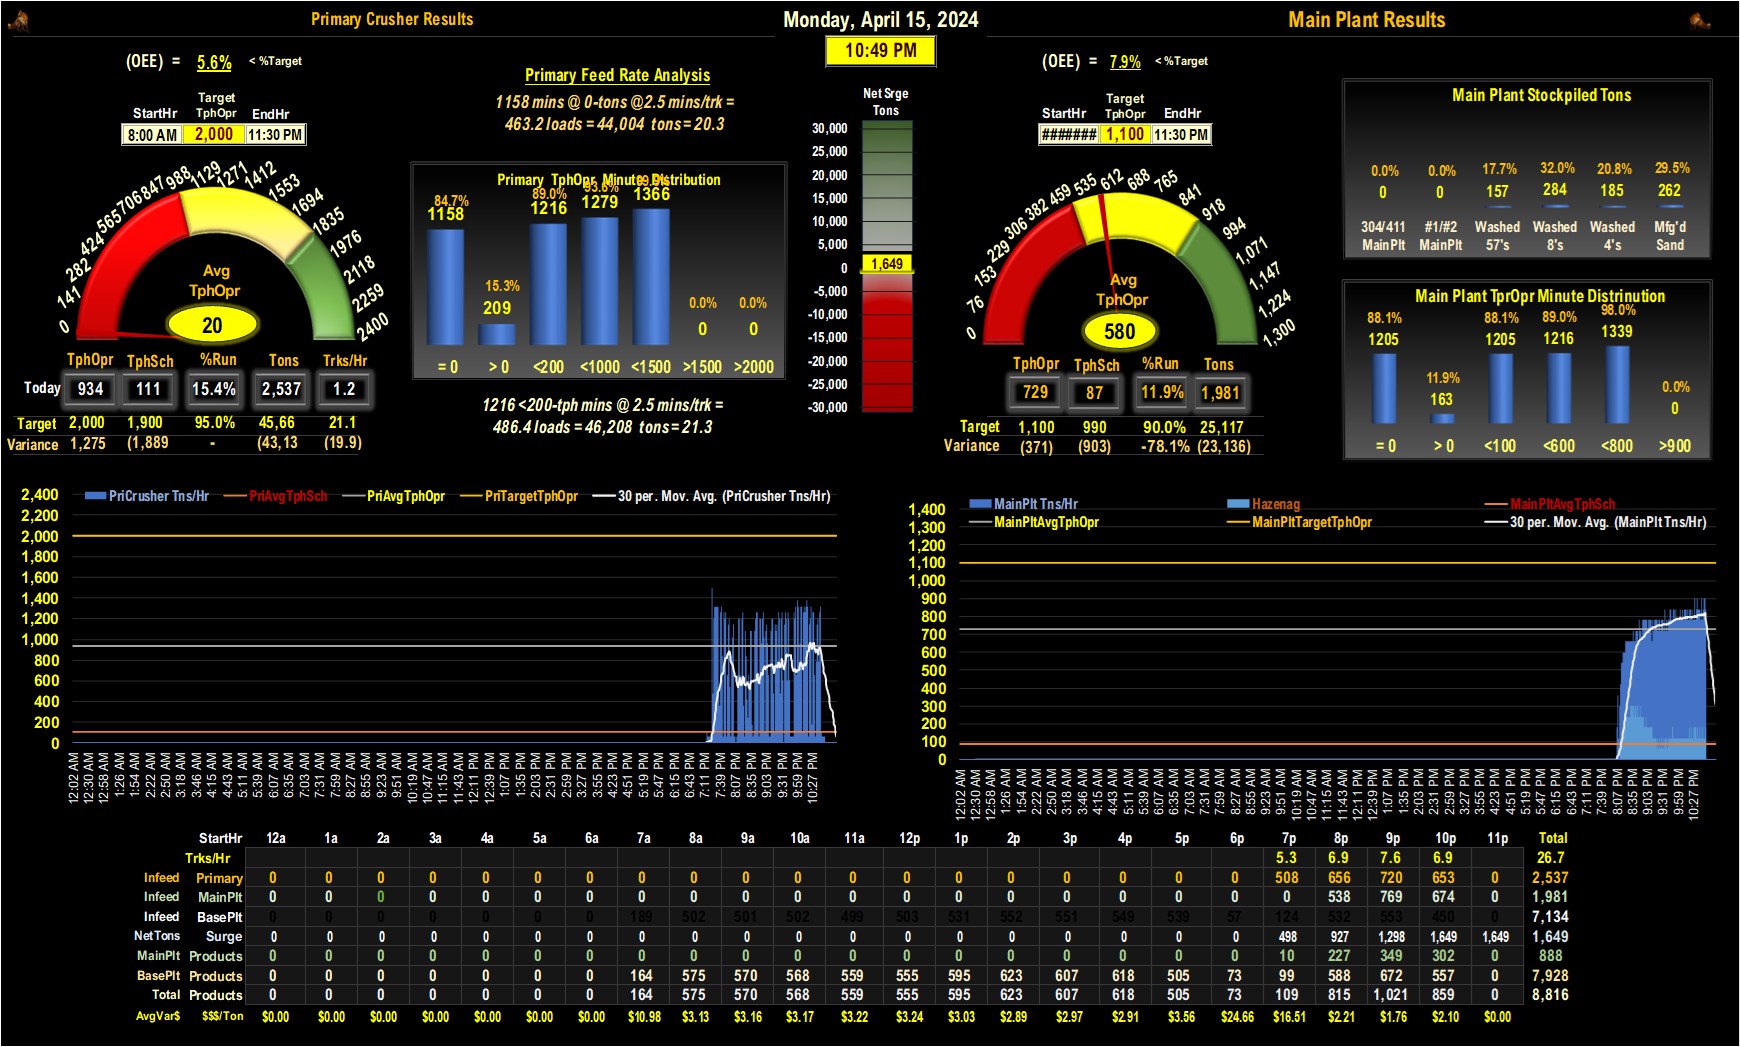 Primary Crusher Results
Monday, April 15, 2024
Main Plant Results
10:49 PM
(OEE) = 5.6% < %Target
StartHr Target TphOpr EndHr
8:00 AM 2,000 11:30 PM
0 141 282 424 565 706 847 988 1129 1271 1412 1553 1694 1835 1976 2118 2259 2400
Avg
TphOpr
20
TphOpr TphSch %Run Tons Trks/Hr
Today 934 111 15.4% 2,537 1.2
Target 2,000 1,900 95.0% 45,66 21.1
Variance 1,275 (1,889 - (43,13 (19.9)
Primary Feed Rate Analysis
1158 mins @ 0-tons @2.5 mins/trk =
463.2 loads = 44,004 tons = 20.3
Primary TphOpr Minute Distribution
84.7% 15.3% 89.0% 93.6% 0.0% 0.0%
1158 209 1216 1279 1366 0 0
= 0 > 0 <200 <1000 <1500 >1500 >2000
1216 <200-tph mins @ 2.5 mins/trk =
486.4 loads = 46,208 tons = 21.3
Net Srge
Tons
30,000
25,000
20,000
15,000
10,000
5,000
0
1,649
-5,000
-10,000
-15,000
-20,000
-25,000
-30,000
(OEE) = 7.9% < %Target
StartHr Target TphOpr EndHr
####### 1,100 11:30 PM
0 76 153 229 306 382 459 535 612 688 765 841 918 994 1,071 1,147 1,224 1,300
Avg
TphOpr
580
TphOpr TphSch %Run Tons
729 87 11.9% 1,981
Target 1,100 990 90.0% 25,117
Variance (371) (903) -78.1% (23,136)
Main Plant Stockpiled Tons
0.0% 0.0% 17.7% 32.0% 20.8% 29.5%
0 0 157 284 185 262
304/411 #1/#2 Washed Washed Washed Mfg'd
MainPlt MainPlt 57's 8's 4's Sand
Main Plant TprOpr Minute Distrinution
88.1% 11.9% 88.1% 89.0% 98.0% 0.0%
1205 163 1205 1216 1339 0
= 0 > 0 <100 <600 <800 >900
PriCrusher Tns/Hr PriAvgTphSch PriAvgTphOpr PriTargetTphOpr 30 per. Mov. Avg. (PriCrusher Tns/Hr)
2,400
2,200
2,000
1,800
1,600
1,400
1,200
1,000
800
600
400
200
0
12:02 AM 12:30 AM 12:58 AM 1:26 AM 1:54 AM 2:22 AM 2:50 AM 3:18 AM 3:46 AM 4:15 AM 4:43 AM 5:11 AM 5:39 AM 6:07 AM 6:35 AM 7:03 AM 7:31 AM 7:59 AM 8:27 AM 8:55 AM 9:23 AM 9:51 AM 10:19 AM 10:47 AM 11:15 AM 11:43 AM 12:11 PM 12:39 PM 1:07 PM 1:35 PM 2:03 PM 2:31 PM 2:59 PM 3:27 PM 3:55 PM 4:23 PM 4:51 PM 5:19 PM 5:47 PM 6:15 PM 6:43 PM 7:11 PM 7:39 PM 8:07 PM 8:35 PM 9:03 PM 9:31 PM 9:59 PM 10:27 PM
MainPlt Tns/Hr Hazenag MainPltAvgTphSch
MainPltAvgTphOpr MainPltTargetTphOpr 30 per. Mov. Avg. (MainPlt Tns/Hr)
1,400
1,300
1,200
1,100
1,000
900
800
700
600
500
400
300
200
100
0
12:02 AM 12:30 AM 12:58 AM 1:26 AM 1:54 AM 2:22 AM 2:50 AM 3:18 AM 3:46 AM 4:15 AM 4:43 AM 5:11 AM 5:39 AM 6:07 AM 6:35 AM 7:03 AM 7:31 AM 7:59 AM 8:27 AM 8:55 AM 9:23 AM 9:51 AM 10:19 AM 10:47 AM 11:15 AM 11:43 AM 12:11 PM 12:39 PM 1:07 PM 1:35 PM 2:03 PM 2:31 PM 2:59 PM 3:27 PM 3:55 PM 4:23 PM 4:51 PM 5:19 PM 5:47 PM 6:15 PM 6:43 PM 7:11 PM 7:39 PM 8:07 PM 8:35 PM 9:03 PM 9:31 PM 9:59 PM 10:27 PM
StartHr 12a 1a 2a 3a 4a 5a 6a 7a 8a 9a 10a 11a 12p 1p 2p 3p 4p 5p 6p 7p 8p 9p 10p 11p Total
Trks/Hr 5.3 6.9 7.6 6.9 26.7
Infeed Primary 0 0 0 0 0 0 0 0 0 0 0 0 0 0 0 0 0 0 0 508 656 720 653 0 2,537
Infeed MainPlt 0 0 0 0 0 0 0 0 0 0 0 0 0 0 0 0 0 0 0 0 538 769 674 0 1,981
Infeed BasePlt 189 502 501 502 499 503 531 552 551 549 539 57 124 532 553 450 0 7,134
NetTons Surge 0 0 0 0 0 0 0 0 0 0 0 0 0 0 0 0 0 0 0 498 927 1,298 1,649 1,649 1,649
MainPlt Products 0 0 0 0 0 0 0 0 0 0 0 0 0 0 0 0 0 0 0 10 227 349 302 0 888
BasePlt Products 0 0 0 0 0 0 0 164 575 570 568 559 555 595 623 607 618 505 73 99 588 672 557 0 7,928
Total Products 0 0 0 0 0 0 0 164 575 570 568 559 555 595 623 607 618 505 73 109 815 1,021 859 0 8,816
AvgVar$ $$$/Ton $0.00 $0.00 $0.00 $0.00 $0.00 $0.00 $0.00 $10.98 $3.13 $3.16 $3.17 $3.22 $3.24 $3.03 $2.89 $2.97 $2.91 $3.56 $24.66 $16.51 $2.21 $1.76 $2.10 $0.00